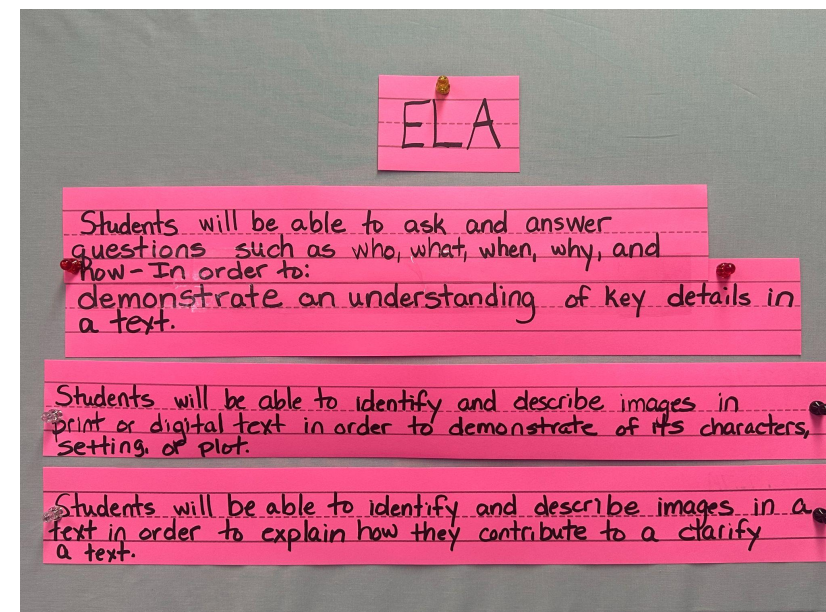 ELA
Students will be able to ask and answer
questions such as who, what, when, why, and
how - In order to:
demonstrate an understanding of key details in
a text.
Students will be able to identify and describe images in
print or digital text in order to demonstrate of its characters,
setting, or plot.
Students will be able to identify and describe images in a
text in order to explain how they contribute to a clarify
a text.